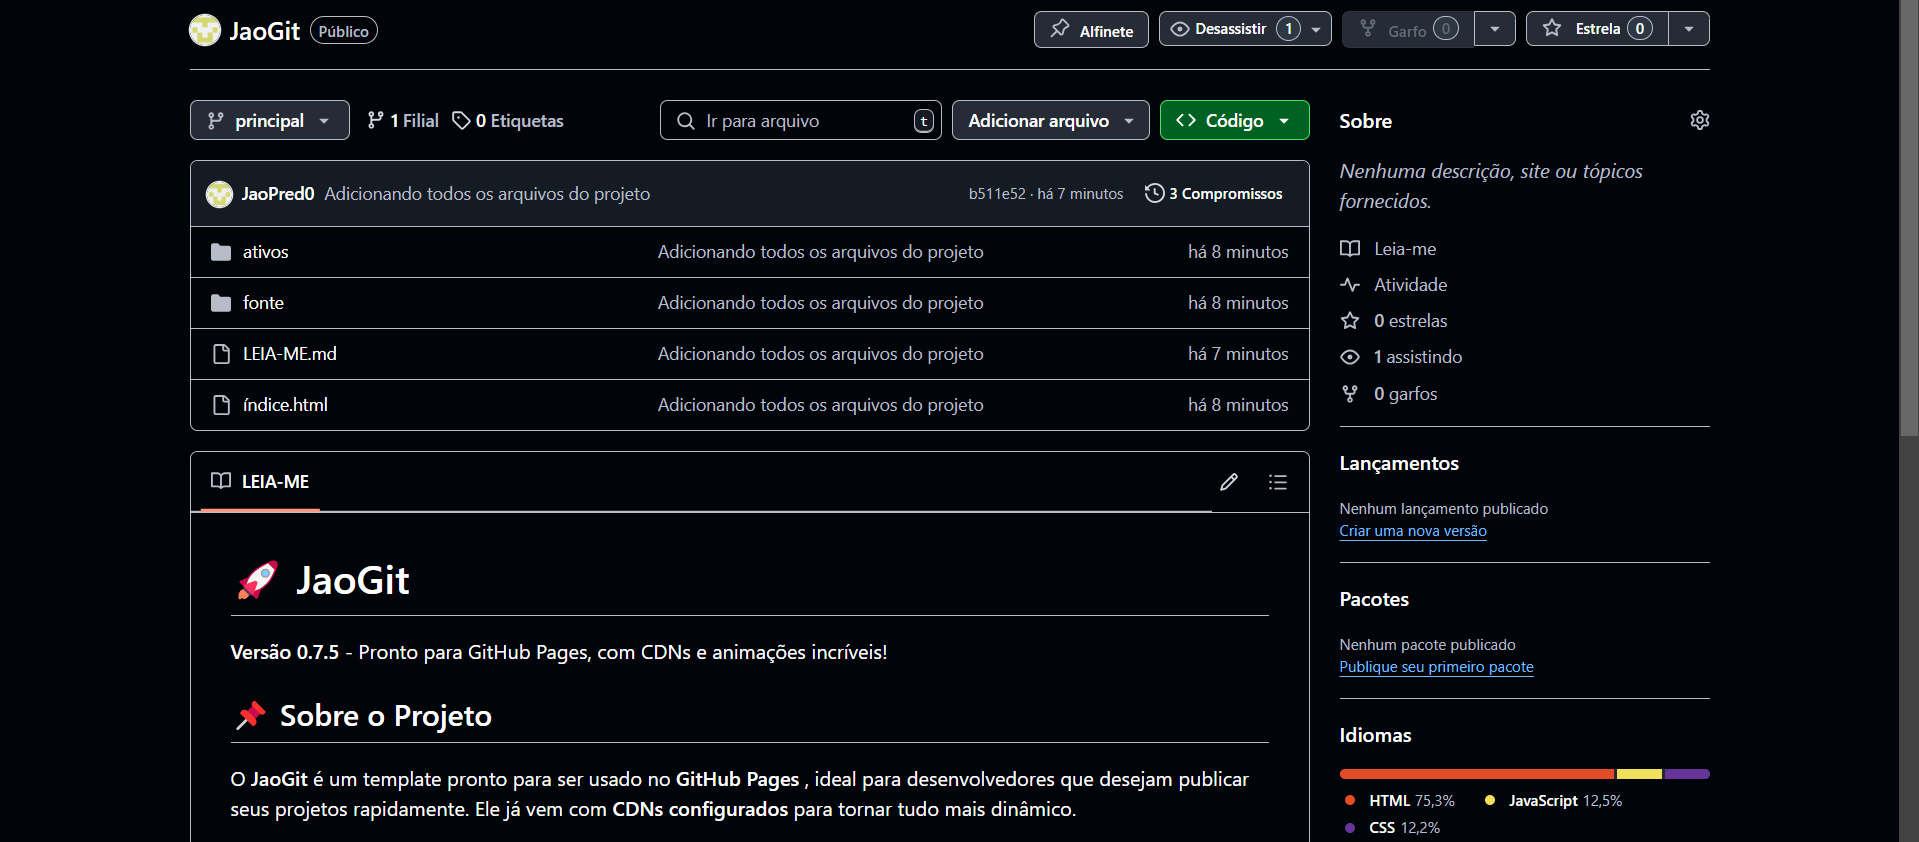 JaoGit Público
Alfinete
Desassistir 1
Garfo 0
Estrela 0
principal
1 Filial
0 Etiquetas
Ir para arquivo t
Adicionar arquivo
Código
JaoPred0 Adicionando todos os arquivos do projeto b511e52 · há 7 minutos 3 Compromissos
ativos Adicionando todos os arquivos do projeto há 8 minutos
fonte Adicionando todos os arquivos do projeto há 8 minutos
LEIA-ME.md Adicionando todos os arquivos do projeto há 7 minutos
índice.html Adicionando todos os arquivos do projeto há 8 minutos
LEIA-ME
JaoGit
Versão 0.7.5 - Pronto para GitHub Pages, com CDNs e animações incríveis!
Sobre o Projeto
O JaoGit é um template pronto para ser usado no GitHub Pages , ideal para desenvolvedores que desejam publicar
seus projetos rapidamente. Ele já vem com CDNs configurados para tornar tudo mais dinâmico.
Sobre
Nenhuma descrição, site ou tópicos
fornecidos.
Leia-me
Atividade
0 estrelas
1 assistindo
0 garfos
Lançamentos
Nenhum lançamento publicado
Criar uma nova versão
Pacotes
Nenhum pacote publicado
Publique seu primeiro pacote
Idiomas
HTML 75,3% JavaScript 12,5%
CSS 12,2%